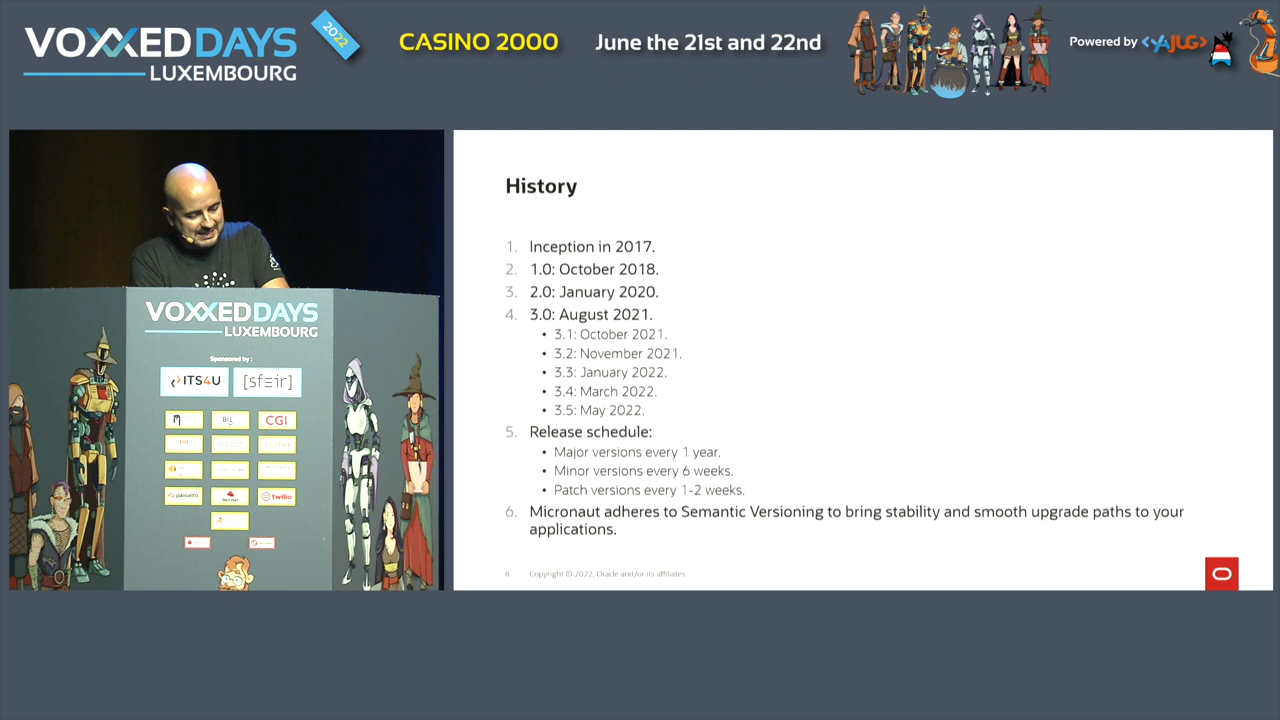 VOXXEDDAYS
LUXEMBOURG
2022
CASINO 2000
June the 21st and 22nd
Powered by <YAJUG>
VOXXEDDAYS
LUXEMBOURG
Sponsored by :
ITS4U
[sfeir]
BIL
CGI
paloalto
Red Hat
twilio
History
1. Inception in 2017.
2. 1.0: October 2018.
3. 2.0: January 2020.
4. 3.0: August 2021.
• 3.1: October 2021.
• 3.2: November 2021.
• 3.3: January 2022.
• 3.4: March 2022.
• 3.5: May 2022.
5. Release schedule:
• Major versions every 1 year.
• Minor versions every 6 weeks.
• Patch versions every 1-2 weeks.
6. Micronaut adheres to Semantic Versioning to bring stability and smooth upgrade paths to your
applications.
8 Copyright © 2022, Oracle and/or its affiliates